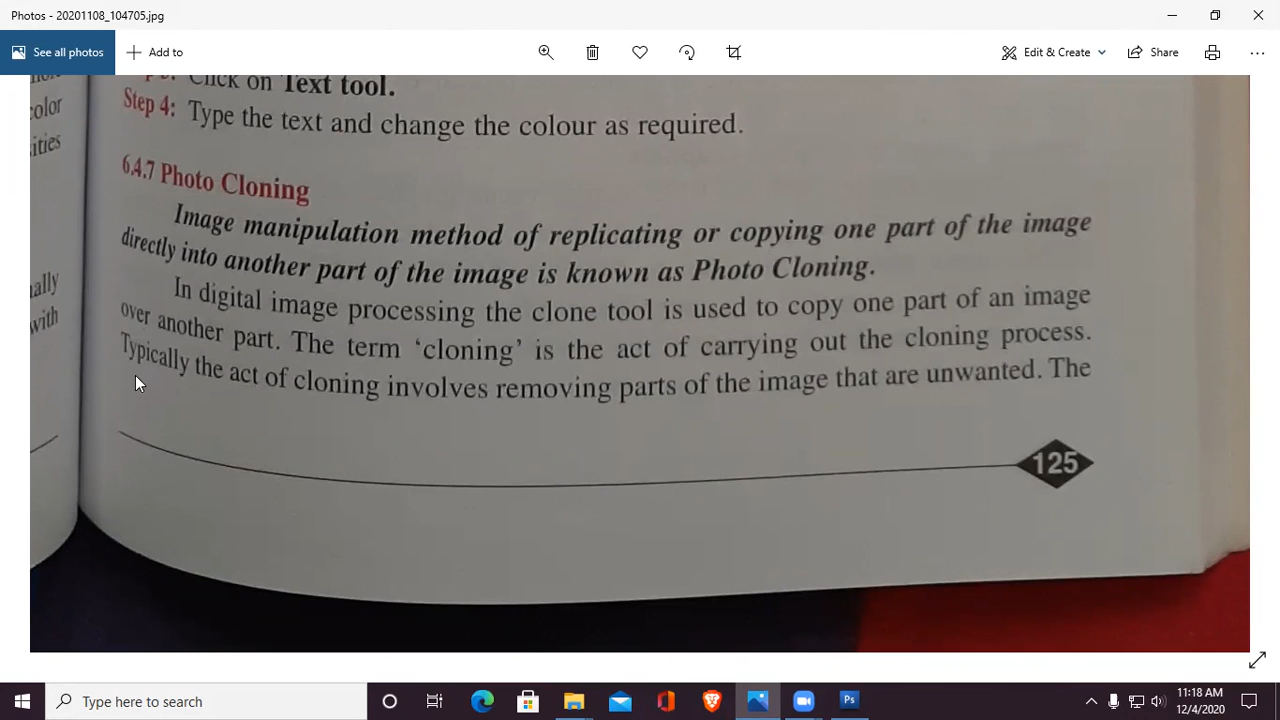 Photos - 20201108_104705.jpg
See all photos
Add to
Edit & Create
Share
color
ities
ally
with
Click on Text tool.
Step 4: Type the text and change the colour as required.
6.4.7 Photo Cloning
Image manipulation method of replicating or copying one part of the image
directly into another part of the image is known as Photo Cloning.
In digital image processing the clone tool is used to copy one part of an image
over another part. The term ‘cloning’ is the act of carrying out the cloning process.
Typically the act of cloning involves removing parts of the image that are unwanted. The
125
Type here to search
Ps
11:18 AM
12/4/2020